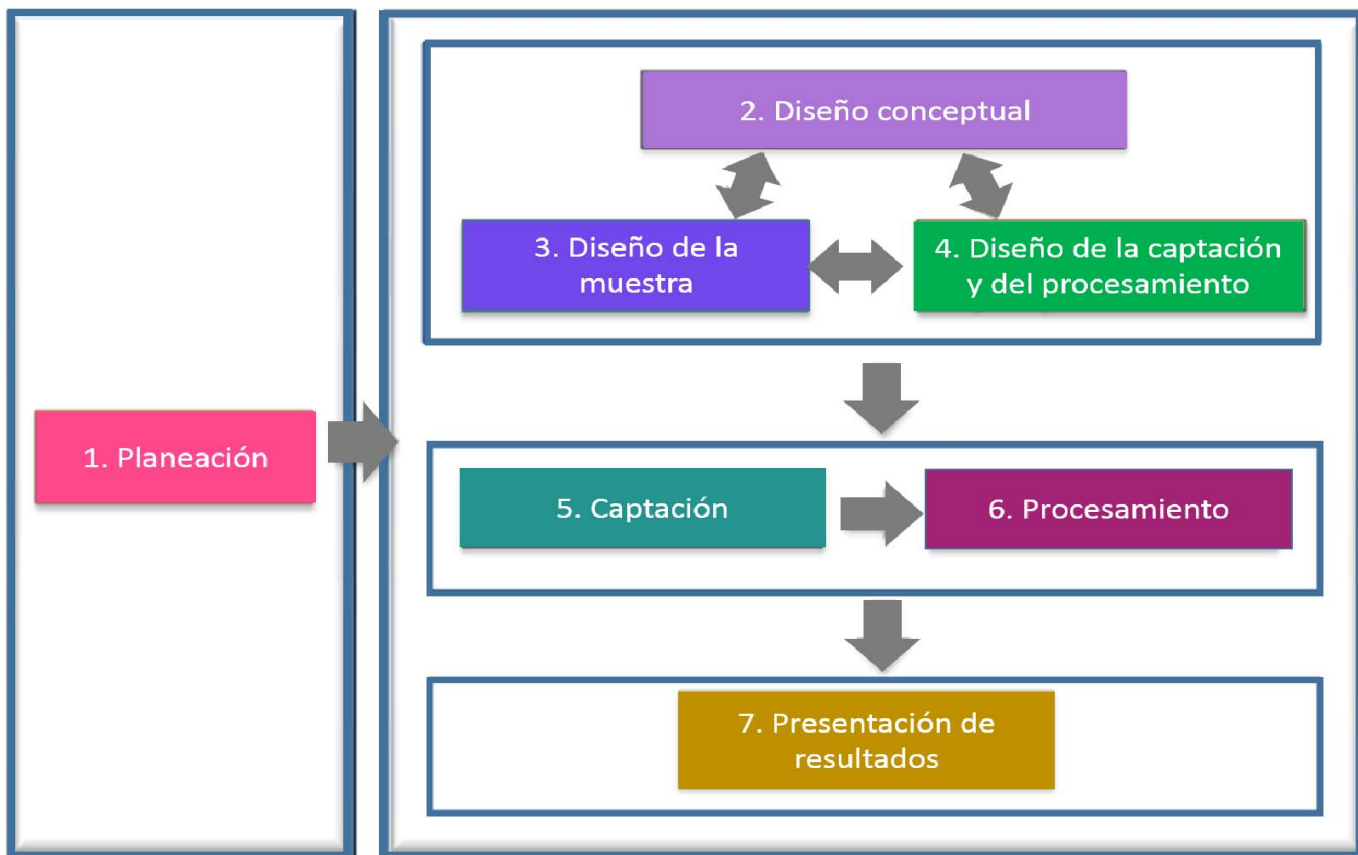 1. Planeación
2. Diseño conceptual
3. Diseño de la
muestra
4. Diseño de la captación
y del procesamiento
5. Captación
6. Procesamiento
7. Presentación de
resultados